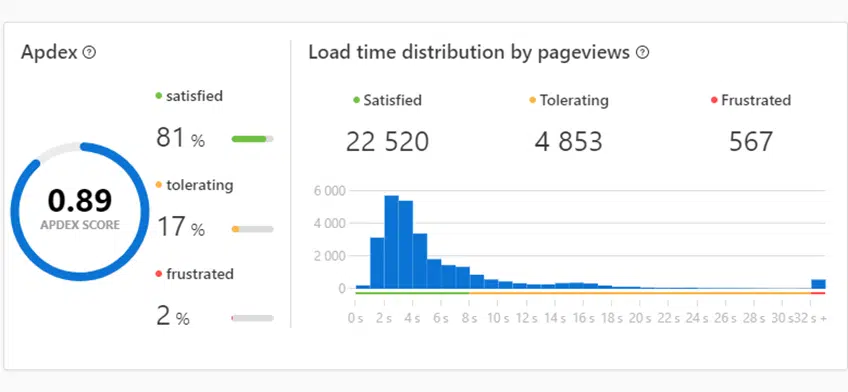 Apdex
satisfied
81 %
tolerating
17 %
frustrated
2 %
0.89
APDEX SCORE
Load time distribution by pageviews
Satisfied
22 520
Tolerating
4 853
Frustrated
567
6 000
4 000
2 000
0
0 s 2 s 4 s 6 s 8 s 10 s 12 s 14 s 16 s 18 s 20 s 22 s 24 s 26 s 28 s 30 s 32 s +